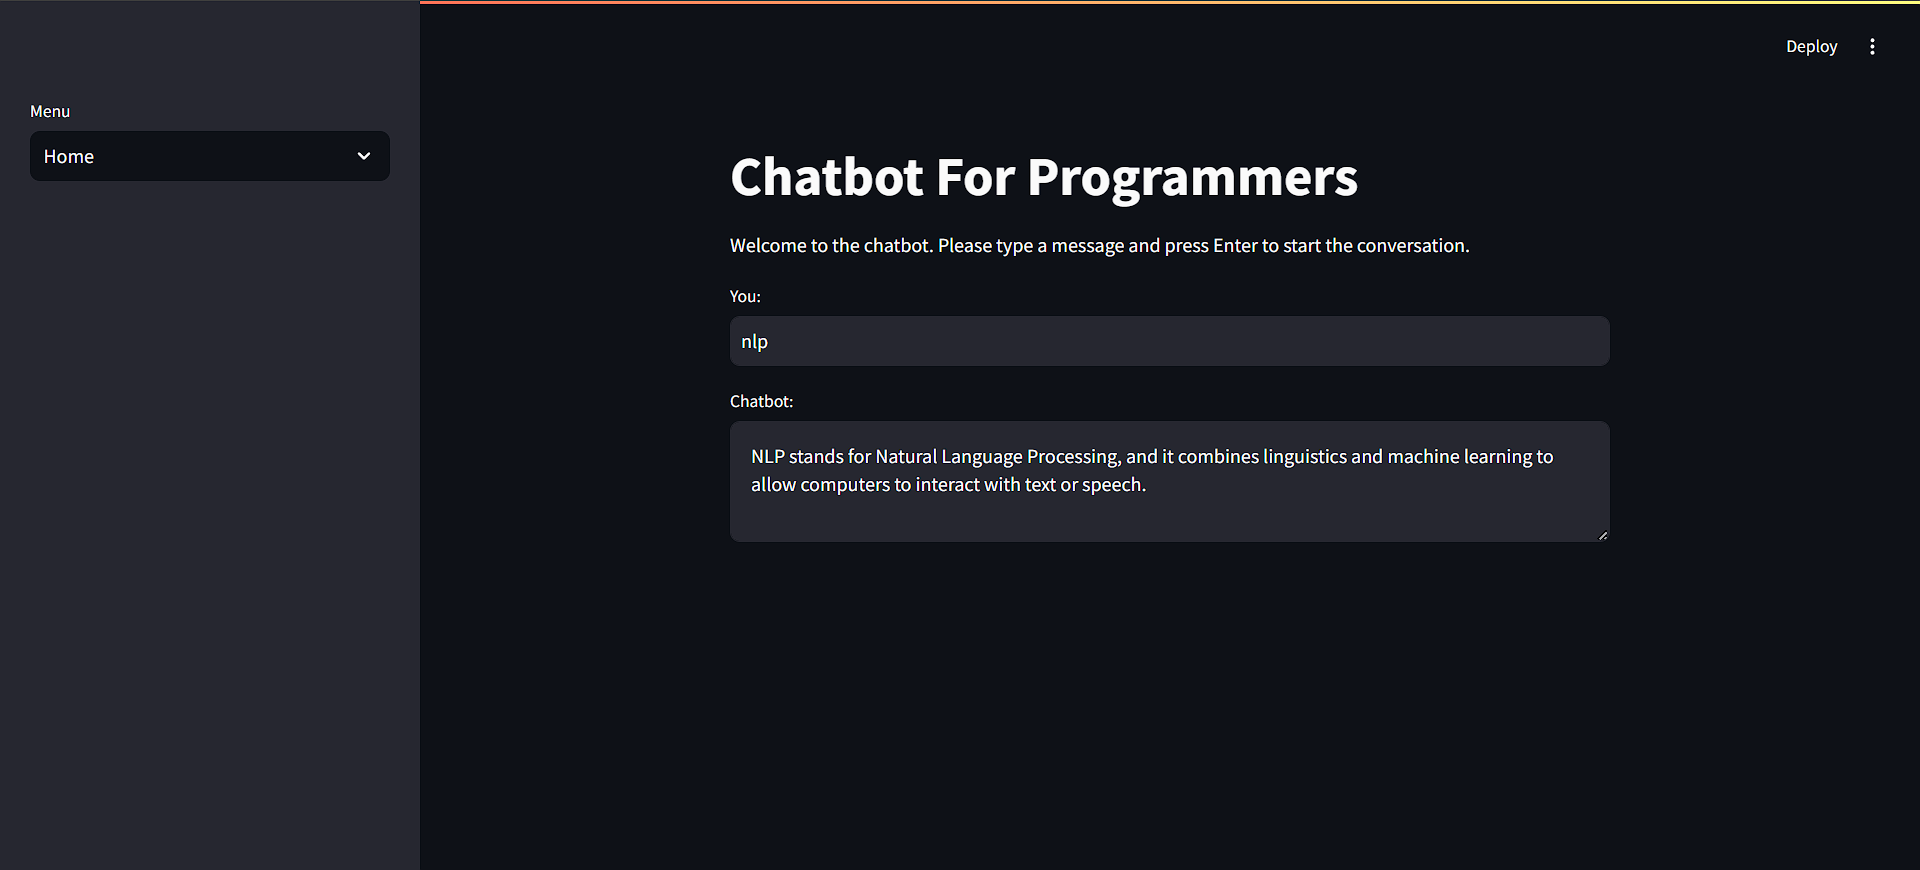 Deploy
Menu
Home
Chatbot For Programmers
Welcome to the chatbot. Please type a message and press Enter to start the conversation.
You:
nlp
Chatbot:
NLP stands for Natural Language Processing, and it combines linguistics and machine learning to
allow computers to interact with text or speech.